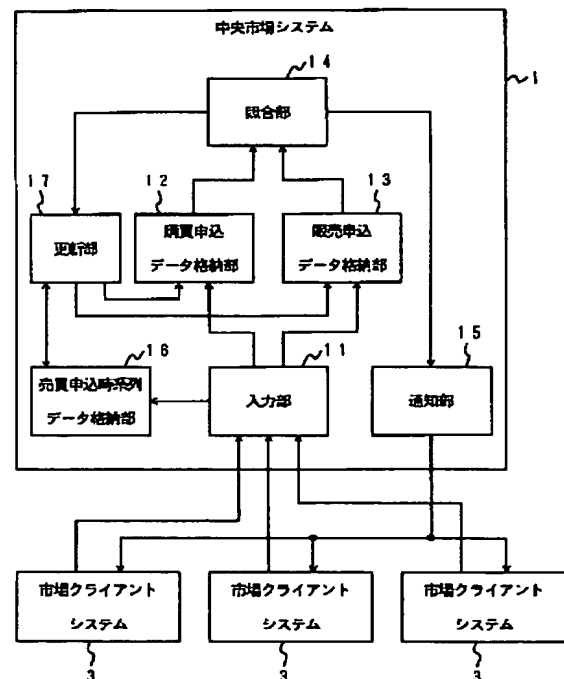 中央市場システム
1
14
照合部
17
12
13
更新部
購買申込
データ格納部
販売申込
データ格納部
16
11
15
売買申込時系列
データ格納部
入力部
通知部
市場クライアント
システム
市場クライアント
システム
市場クライアント
システム
3
3
3